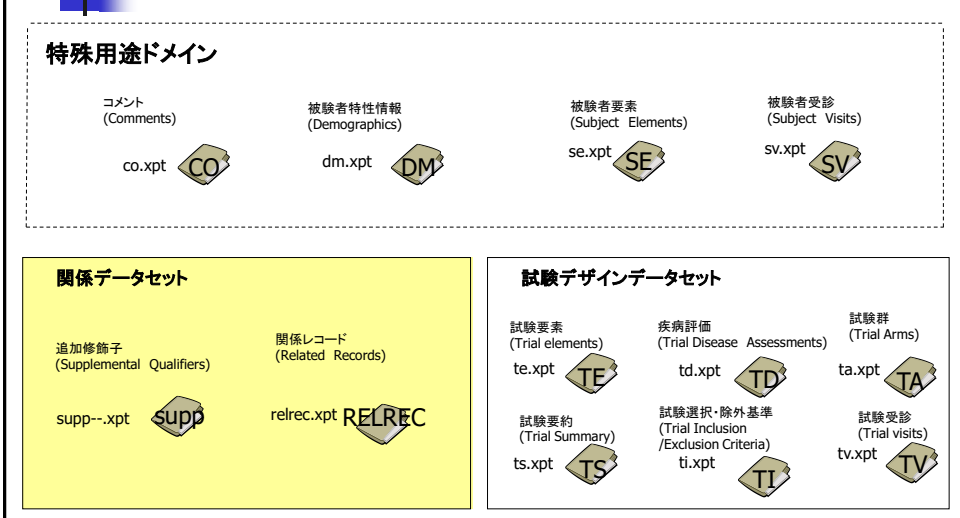 特殊用途ドメイン
コメント
(Comments)
co.xpt CO
被験者特性情報
(Demographics)
dm.xpt DM
被験者要素
(Subject Elements)
se.xpt SE
被験者受診
(Subject Visits)
sv.xpt SV
関係データセット
追加修飾子
(Supplemental Qualifiers)
supp--.xpt supp
関係レコード
(Related Records)
relrec.xpt RELREC
試験デザインデータセット
試験要素
(Trial elements)
te.xpt TE
疾病評価
(Trial Disease Assessments)
td.xpt TD
試験群
(Trial Arms)
ta.xpt TA
試験要約
(Trial Summary)
ts.xpt TS
試験選択・除外基準
(Trial Inclusion
/Exclusion Criteria)
ti.xpt TI
試験受診
(Trial visits)
tv.xpt TV